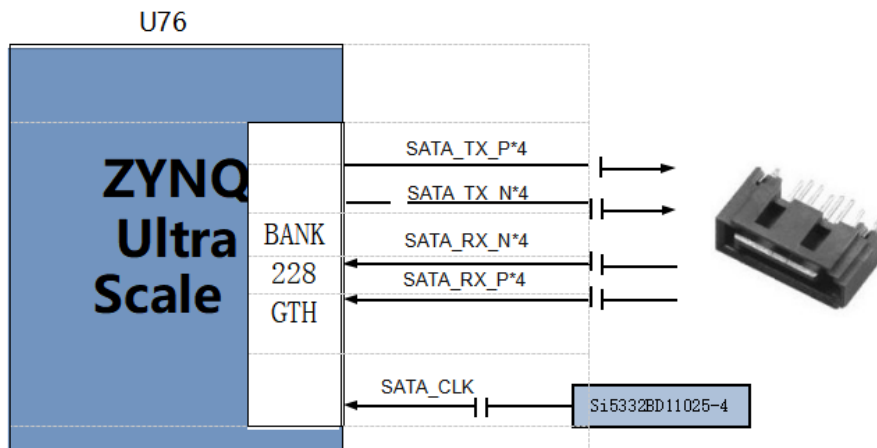 U76
ZYNQ
Ultra
Scale
BANK
228
GTH
SATA_TX_P*4
SATA_TX_N*4
SATA_RX_N*4
SATA_RX_P*4
SATA_CLK
Si5332BD11025-4